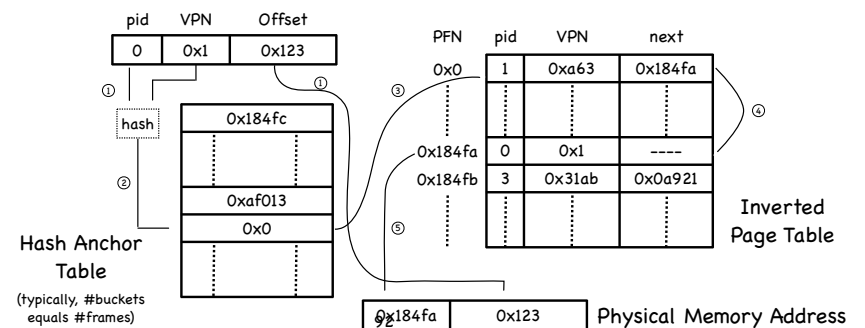 pid VPN Offset
0 0x1 0x123
PFN pid VPN next
0x0 1 0xa63 0x184fa
① ① ③ ④
hash
0x184fc
0x184fa 0 0x1 ----
② 0x184fb 3 0x31ab 0x0a921
0xaf013
0x0
⑤
Inverted
Page Table
Hash Anchor
Table
(typically, #buckets
equals #frames)
0x184fa 0x123
Physical Memory Address
92